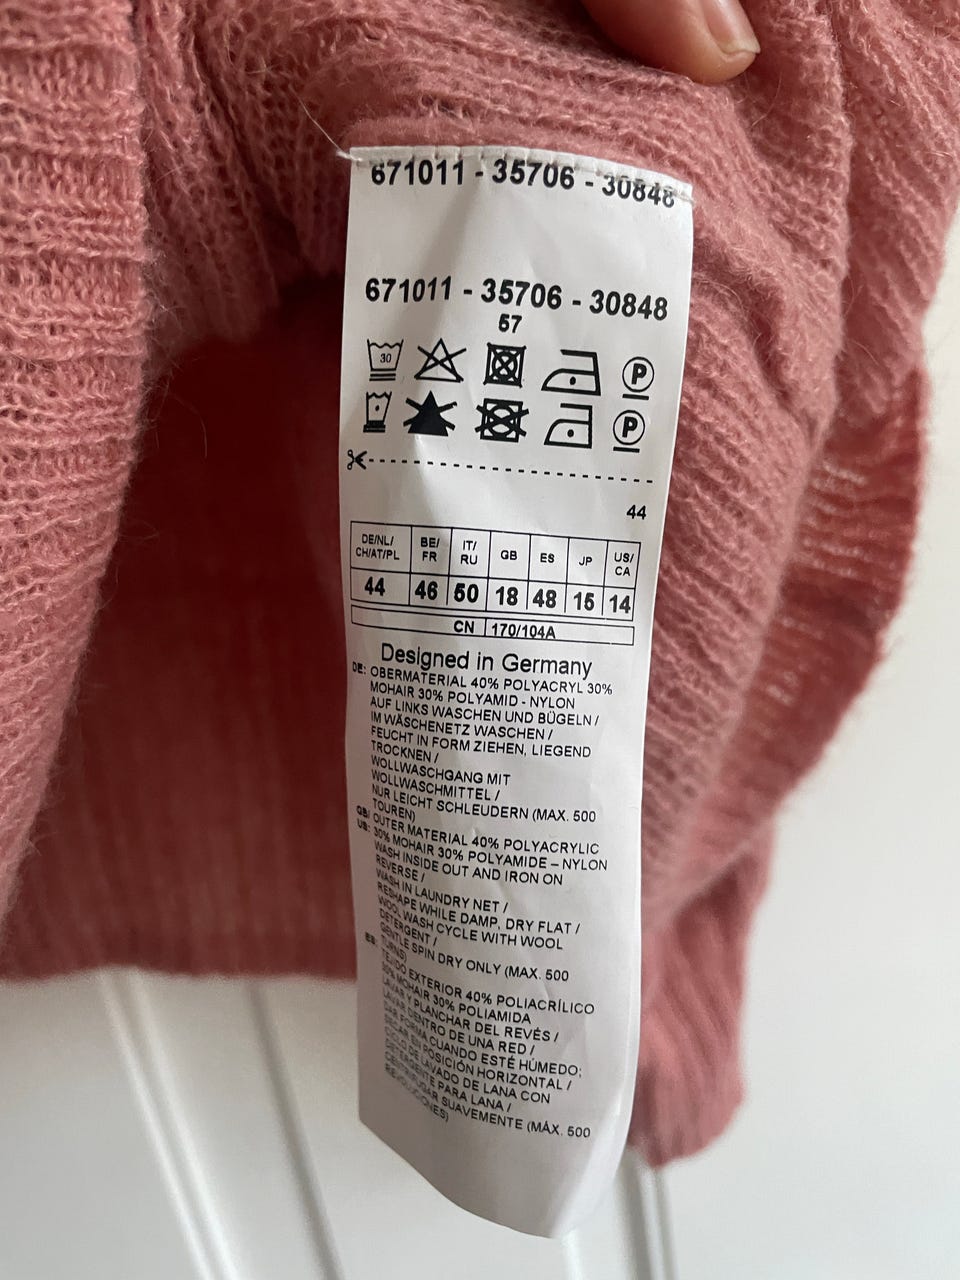 671011 - 35706 - 30848
671011 - 35706 - 30848
57
30
P
P
44
DE/NL/ CH/AT/PL BE/ FR IT/ RU GB ES JP US/ CA
44 46 50 18 48 15 14
CN 170/104A
Designed in Germany
DE: OBERMATERIAL 40% POLYACRYL 30%
MOHAIR 30% POLYAMID - NYLON
AUF LINKS WASCHEN UND BÜGELN /
IM WÄSCHENETZ WASCHEN /
FEUCHT IN FORM ZIEHEN, LIEGEND
TROCKNEN /
WOLLWASCHGANG MIT
WOLLWASCHMITTEL /
NUR LEICHT SCHLEUDERN (MAX. 500
TOUREN)
GB/ OUTER MATERIAL 40% POLYACRYLIC
US: 30% MOHAIR 30% POLYAMIDE – NYLON
WASH INSIDE OUT AND IRON ON
REVERSE /
WASH IN LAUNDRY NET /
RESHAPE WHILE DAMP, DRY FLAT /
WOOL WASH CYCLE WITH WOOL
DETERGENT /
GENTLE SPIN DRY ONLY (MAX. 500
TURNS)
ES: TEJIDO EXTERIOR 40% POLIACRÍLICO
30% MOHAIR 30% POLIAMIDA
LAVAR Y PLANCHAR DEL REVÉS /
LAVAR DENTRO DE UNA RED /
DAR FORMA CUANDO ESTÉ HÚMEDO;
SECAR EN POSICIÓN HORIZONTAL /
CICLO DE LAVADO DE LANA CON
DETERGENTE PARA LANA /
CENTRIFUGAR SUAVEMENTE (MÁX. 500
REVOLUCIONES)